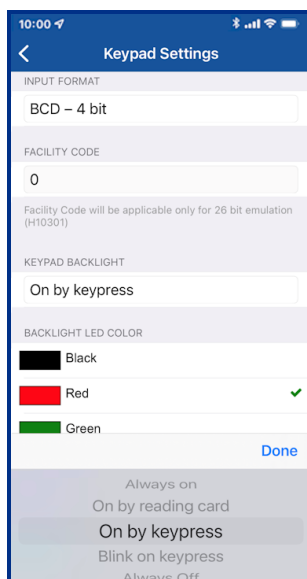 10:00
Keypad Settings
INPUT FORMAT
BCD – 4 bit
FACILITY CODE
0
Facility Code will be applicable only for 26 bit emulation
(H10301)
KEYPAD BACKLIGHT
On by keypress
BACKLIGHT LED COLOR
Black
Red
Green
Done
Always on
On by reading card
On by keypress
Blink on keypress
Always Off